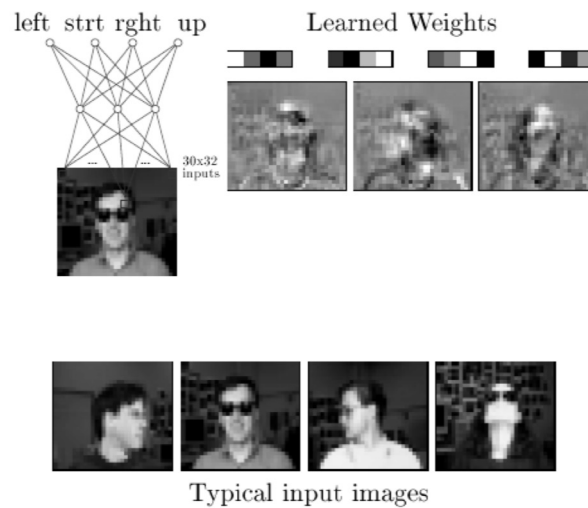 left strt rght up
Learned Weights
... ...
30x32
inputs
Typical input images